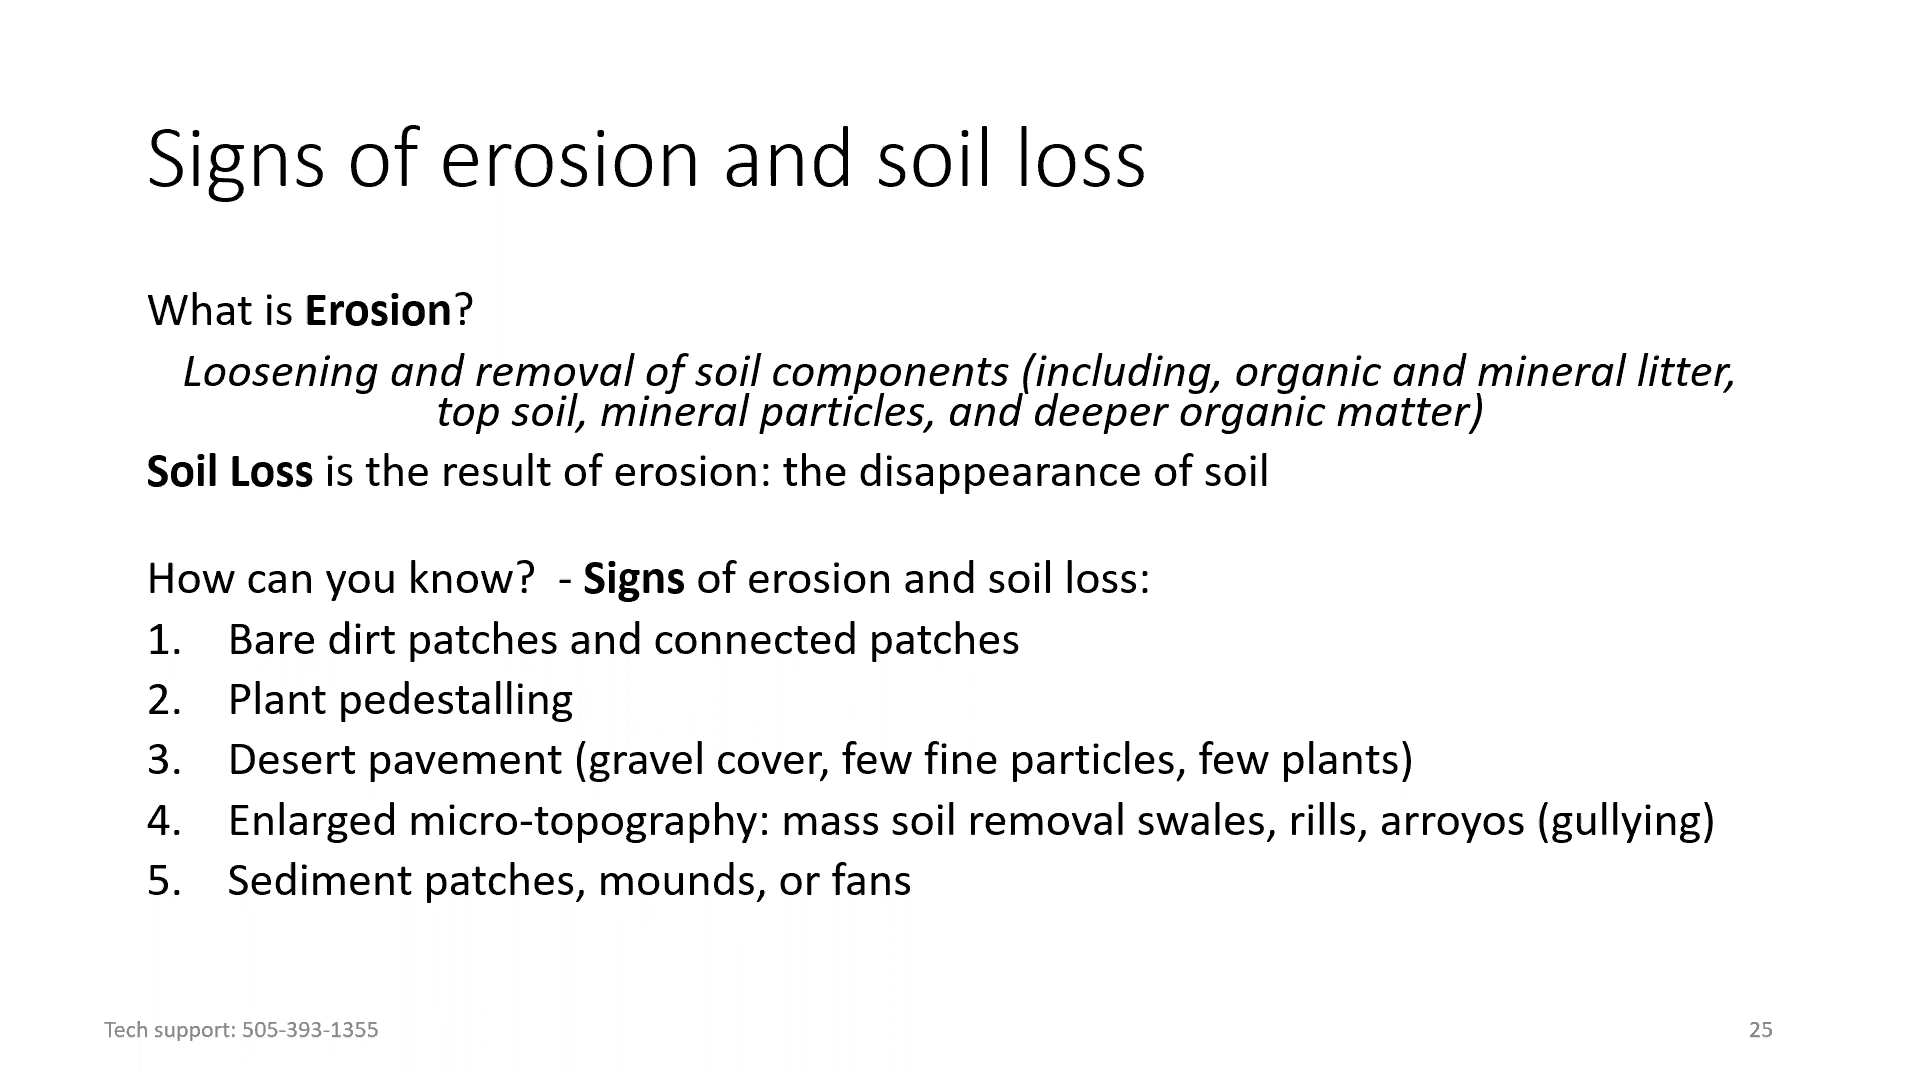 Signs of erosion and soil loss
What is Erosion?
Loosening and removal of soil components (including, organic and mineral litter,
top soil, mineral particles, and deeper organic matter)
Soil Loss is the result of erosion: the disappearance of soil
How can you know?  - Signs of erosion and soil loss:
1. Bare dirt patches and connected patches
2. Plant pedestalling
3. Desert pavement (gravel cover, few fine particles, few plants)
4. Enlarged micro-topography: mass soil removal swales, rills, arroyos (gullying)
5. Sediment patches, mounds, or fans
Tech support: 505-393-1355
25